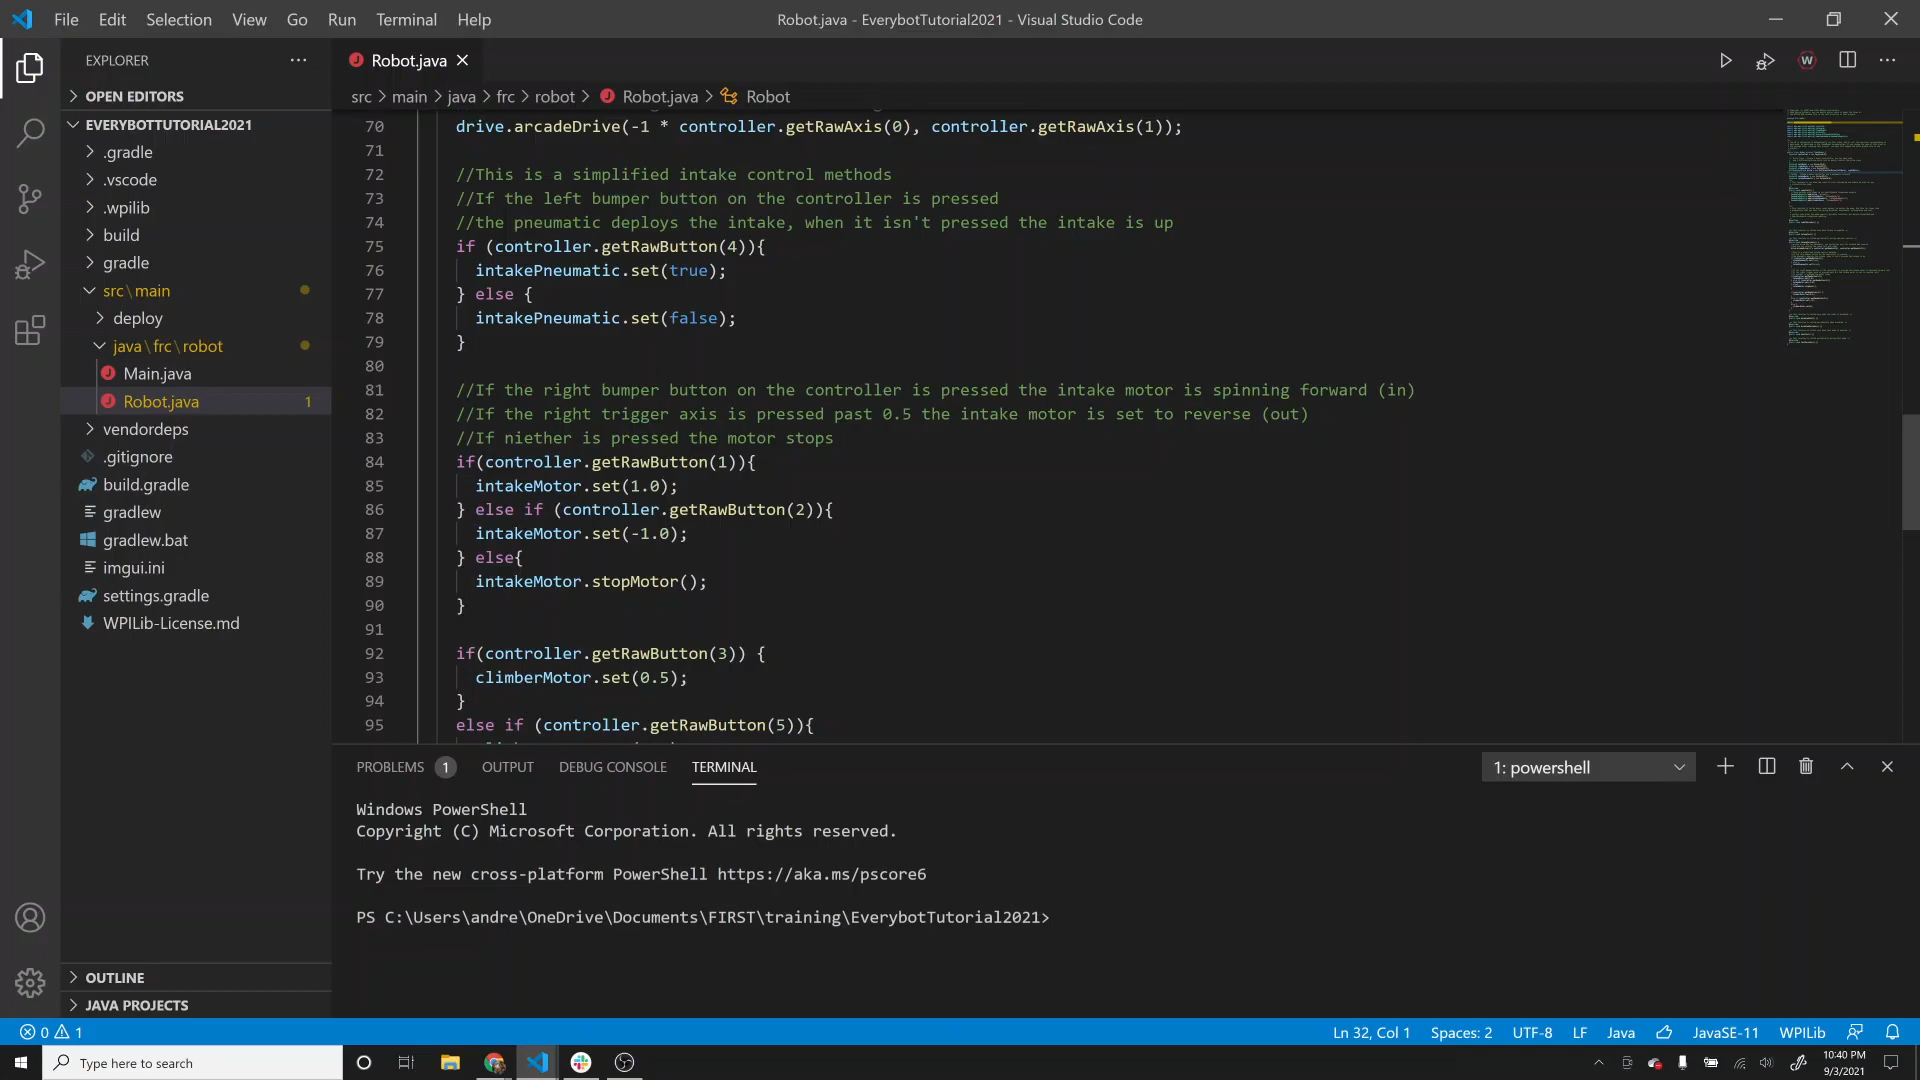 File Edit Selection View Go Run Terminal Help
Robot.java - EverybotTutorial2021 - Visual Studio Code
EXPLORER
OPEN EDITORS
EVERYBOTTUTORIAL2021
.gradle
.vscode
.wpilib
build
gradle
src\main
deploy
java\frc\robot
Main.java
Robot.java 1
vendordeps
.gitignore
build.gradle
gradlew
gradlew.bat
imgui.ini
settings.gradle
WPILib-License.md
OUTLINE
JAVA PROJECTS
Robot.java
src > main > java > frc > robot > Robot.java > Robot
70 drive.arcadeDrive(-1 * controller.getRawAxis(0), controller.getRawAxis(1));
71
72 //This is a simplified intake control methods
73 //If the left bumper button on the controller is pressed
74 //the pneumatic deploys the intake, when it isn't pressed the intake is up
75 if (controller.getRawButton(4)){
76 intakePneumatic.set(true);
77 } else {
78 intakePneumatic.set(false);
79 }
80
81 //If the right bumper button on the controller is pressed the intake motor is spinning forward (in)
82 //If the right trigger axis is pressed past 0.5 the intake motor is set to reverse (out)
83 //If niether is pressed the motor stops
84 if(controller.getRawButton(1)){
85 intakeMotor.set(1.0);
86 } else if (controller.getRawButton(2)){
87 intakeMotor.set(-1.0);
88 } else{
89 intakeMotor.stopMotor();
90 }
91
92 if(controller.getRawButton(3)) {
93 climberMotor.set(0.5);
94 }
95 else if (controller.getRawButton(5)){
PROBLEMS 1 OUTPUT DEBUG CONSOLE TERMINAL
1: powershell
Windows PowerShell
Copyright (C) Microsoft Corporation. All rights reserved.
Try the new cross-platform PowerShell https://aka.ms/pscore6
PS C:\Users\andre\OneDrive\Documents\FIRST\training\EverybotTutorial2021>
0 1
Ln 32, Col 1 Spaces: 2 UTF-8 LF Java JavaSE-11 WPILib
Type here to search
10:40 PM
9/3/2021